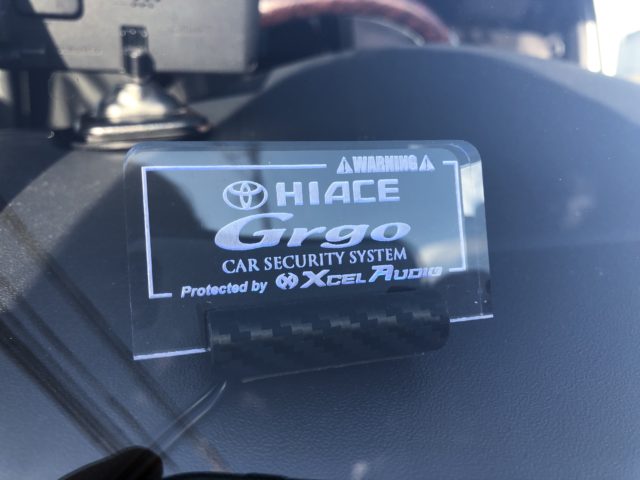 WARNING
HIACE
Grgo
CAR SECURITY SYSTEM
Protected by XCEL AUDIO